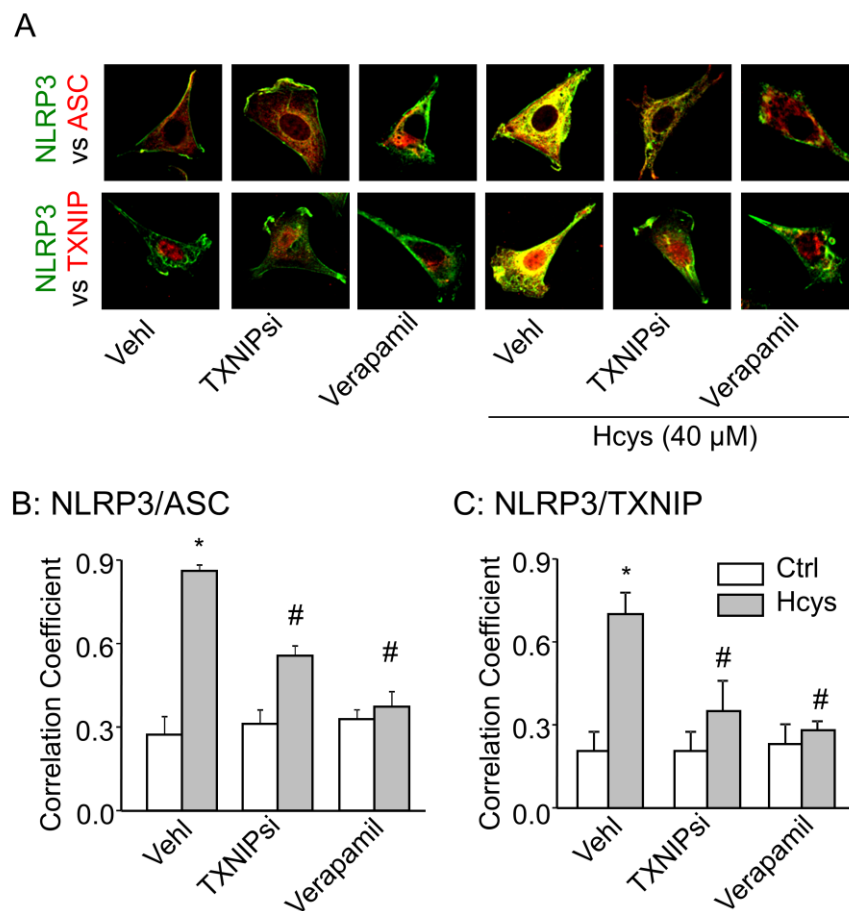 A
NLRP3
vs ASC
NLRP3
vs TXNIP
Vehl
TXNIPsi
Verapamil
Vehl
TXNIPsi
Verapamil
Hcys (40 µM)
B: NLRP3/ASC
Correlation Coefficient
0.9
0.6
0.3
0.0
*
#
#
Vehl
TXNIPsi
Verapamil
C: NLRP3/TXNIP
Correlation Coefficient
0.9
0.6
0.3
0.0
*
#
#
Ctrl
Hcys
Vehl
TXNIPsi
Verapamil